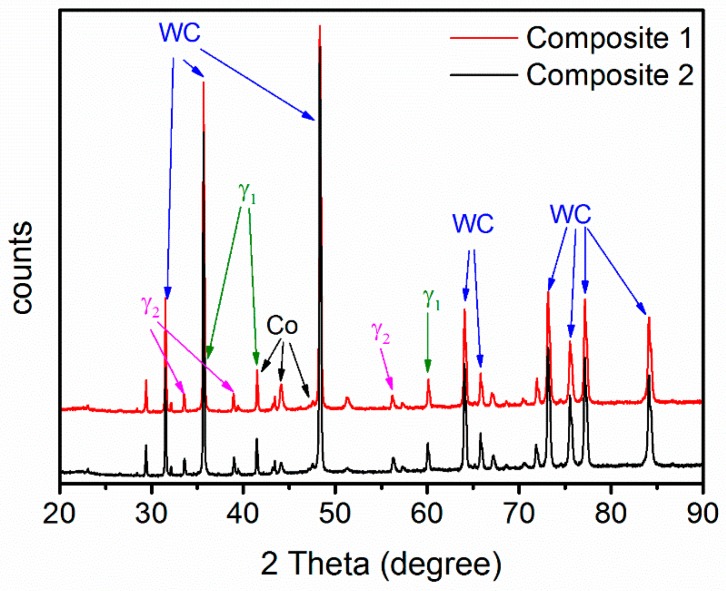 WC
Composite 1
Composite 2
γ1
WC
WC
γ2
Co
γ2
γ1
counts
20 30 40 50 60 70 80 90
2 Theta (degree)